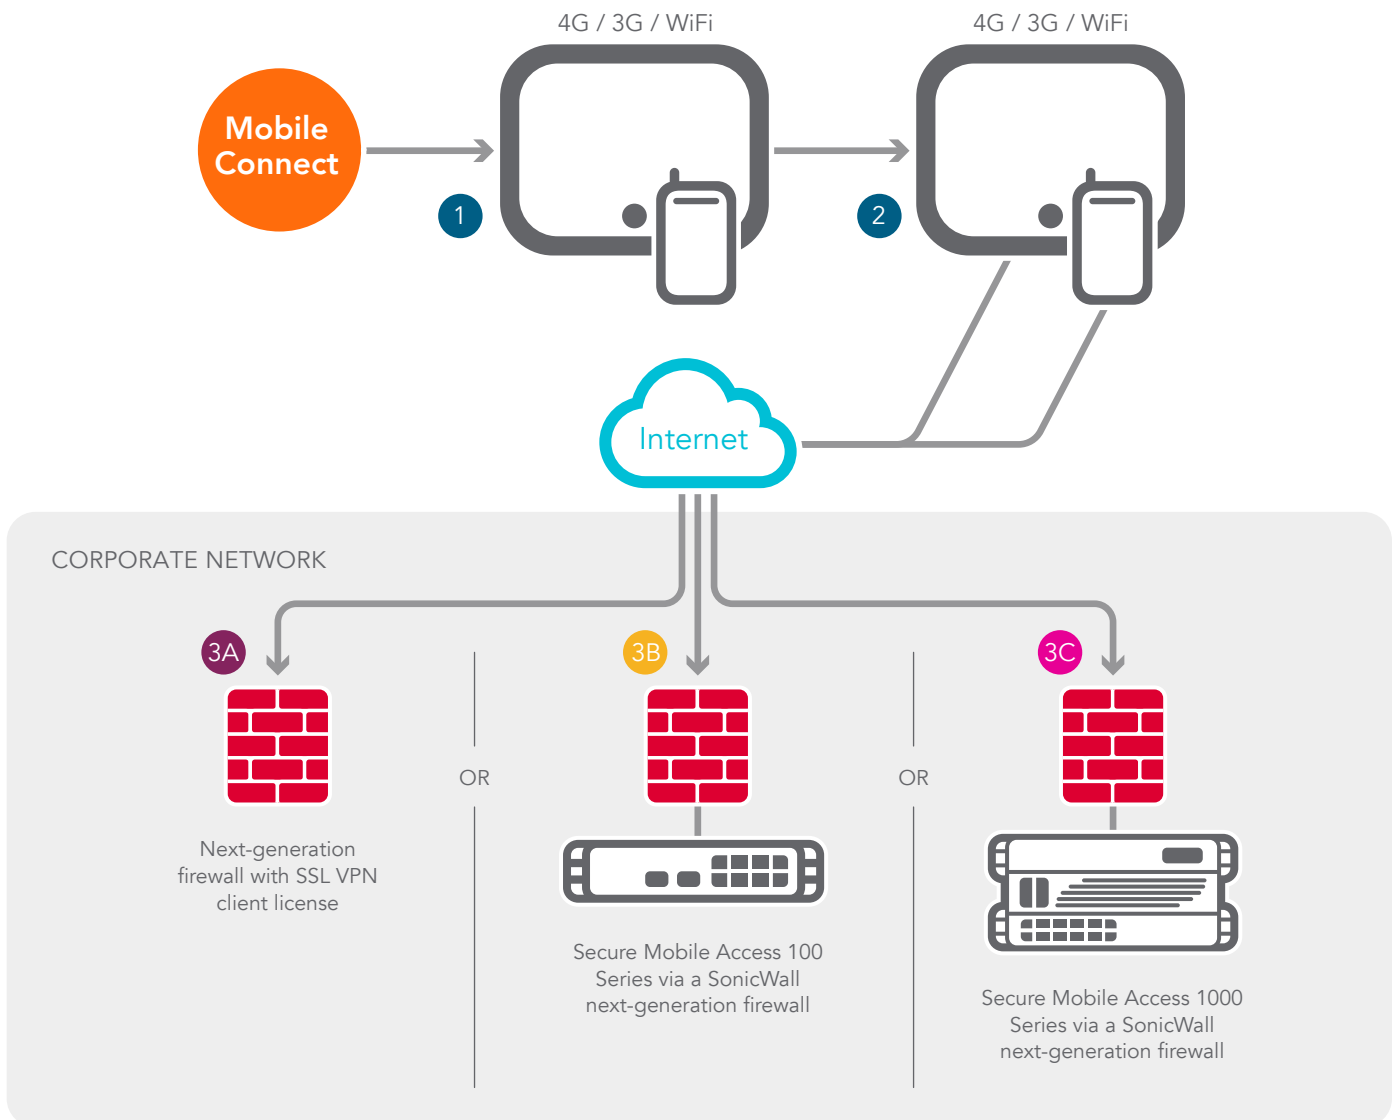 4G / 3G / WiFi
4G / 3G / WiFi
Mobile
Connect
1
2
Internet
CORPORATE NETWORK
3A
3B
3C
OR
OR
Next-generation
firewall with SSL VPN
client license
Secure Mobile Access 100
Series via a SonicWall
next-generation firewall
Secure Mobile Access 1000
Series via a SonicWall
next-generation firewall